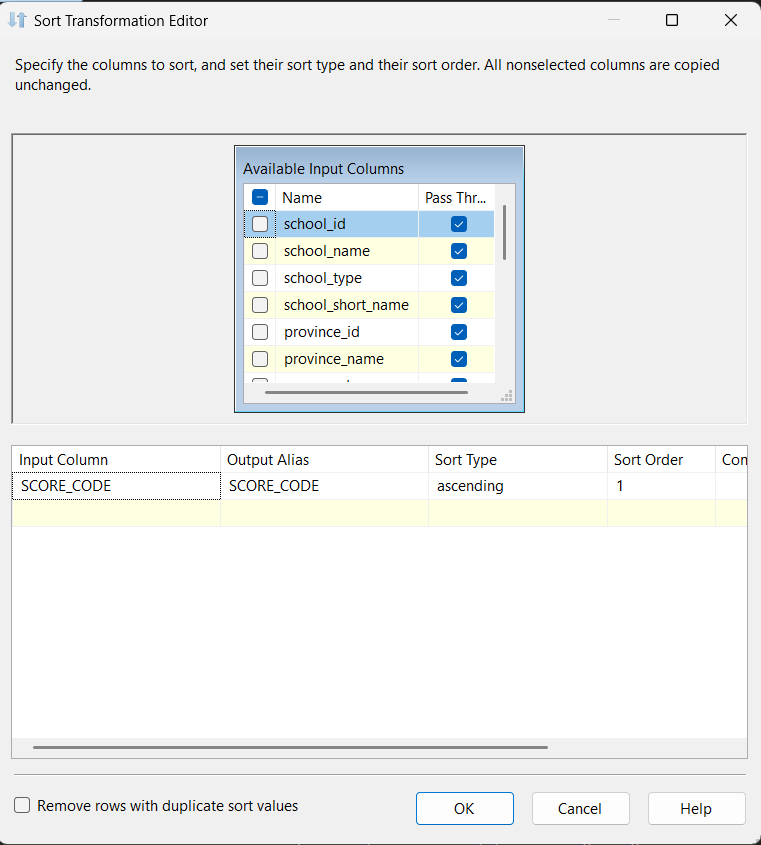 Sort Transformation Editor
Specify the columns to sort, and set their sort type and their sort order. All nonselected columns are copied
unchanged.
Available Input Columns
Name Pass Thr...
school_id
school_name
school_type
school_short_name
province_id
province_name
Input Column Output Alias Sort Type Sort Order Con
SCORE_CODE SCORE_CODE ascending 1
Remove rows with duplicate sort values
OK Cancel Help